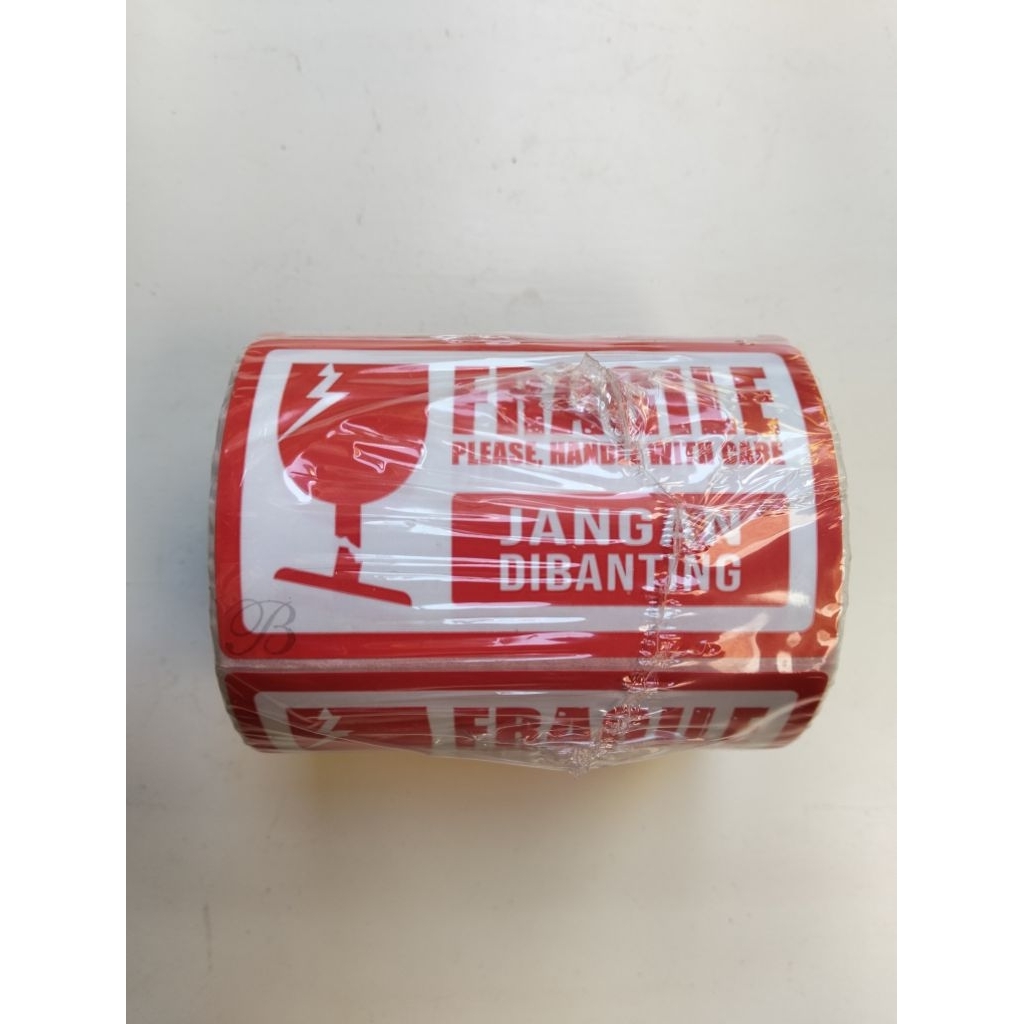 FRAGILE
PLEASE, HANDLE WITH CARE
JANGAN
DIBANTING
B
FRAGILE